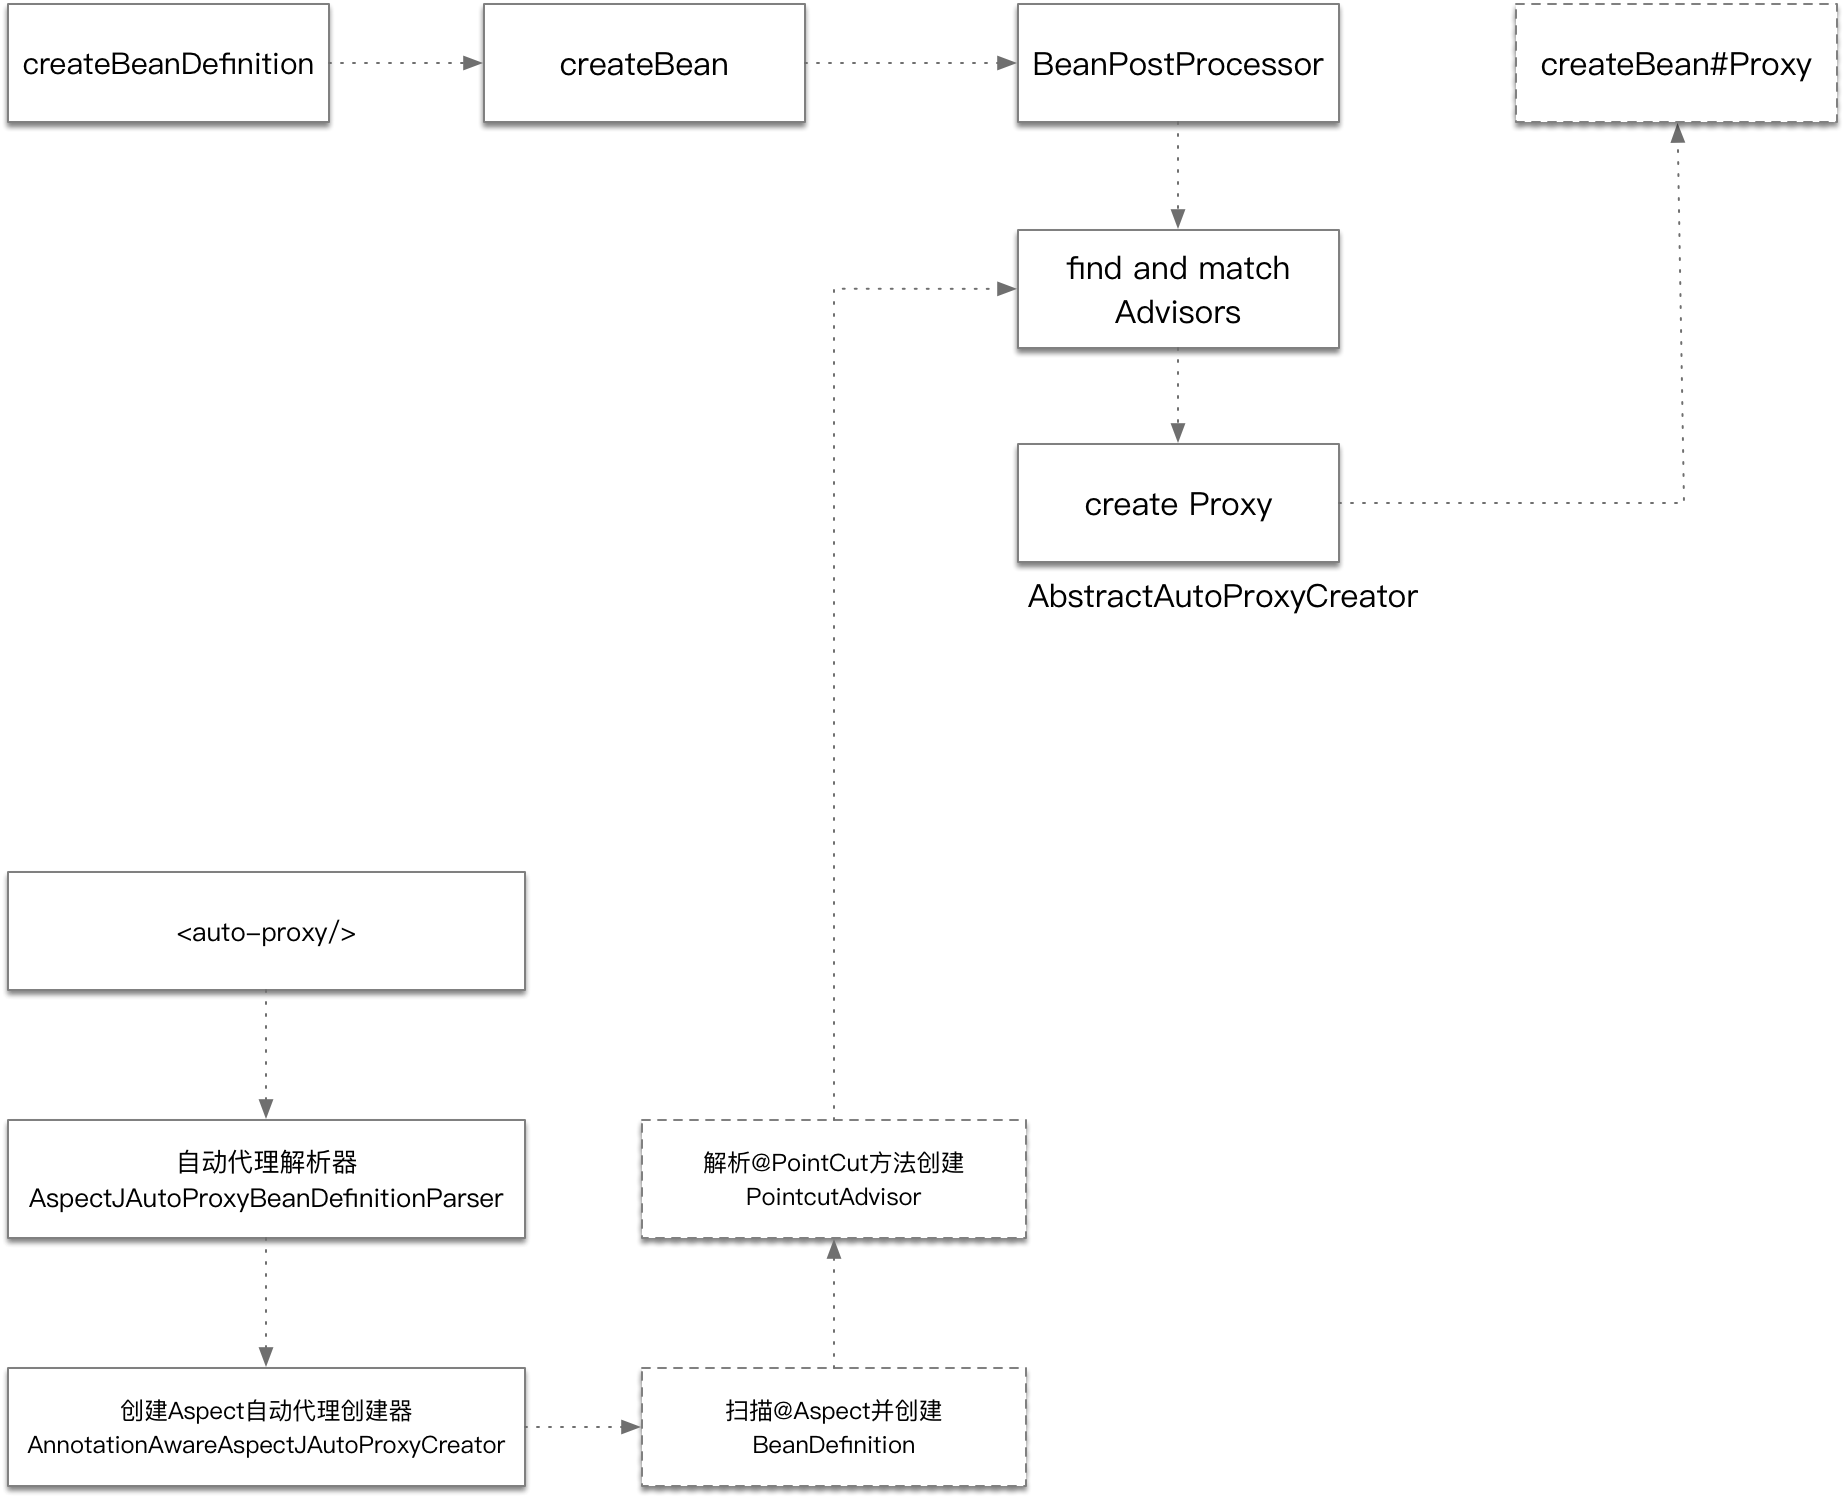 createBeanDefinition
createBean
BeanPostProcessor
createBean#Proxy
find and match
Advisors
create Proxy
AbstractAutoProxyCreator
<auto-proxy/>
自动代理解析器
AspectJAutoProxyBeanDefinitionParser
解析@PointCut方法创建
PointcutAdvisor
创建Aspect自动代理创建器
AnnotationAwareAspectJAutoProxyCreator
扫描@Aspect并创建
BeanDefinition